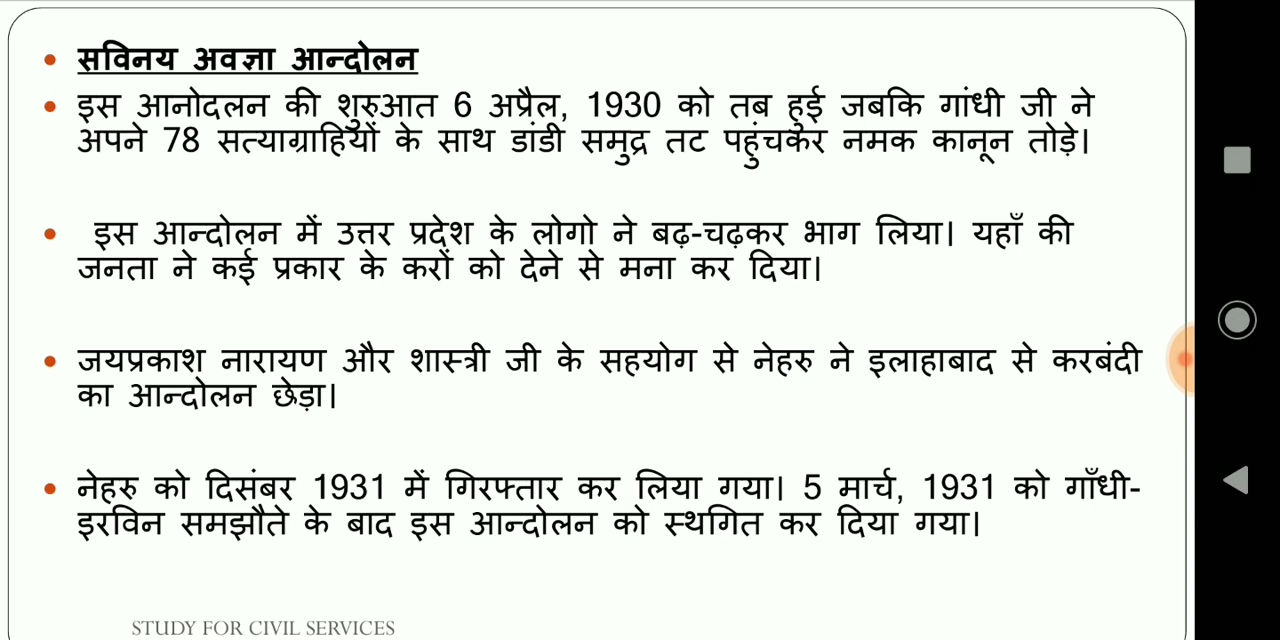 सविनय अवज्ञा आन्दोलन
इस आनोदलन की शुरुआत 6 अप्रैल, 1930 को तब हुई जबकि गांधी जी ने
अपने 78 सत्याग्राहियों के साथ डांडी समुद्र तट पहुंचकर नमक कानून तोड़े।
इस आन्दोलन में उत्तर प्रदेश के लोगो ने बढ़-चढ़कर भाग लिया। यहाँ की
जनता ने कई प्रकार के करों को देने से मना कर दिया।
जयप्रकाश नारायण और शास्त्री जी के सहयोग से नेहरु ने इलाहाबाद से करबंदी
का आन्दोलन छेड़ा।
नेहरु को दिसंबर 1931 में गिरफ्तार कर लिया गया। 5 मार्च, 1931 को गाँधी-
इरविन समझौते के बाद इस आन्दोलन को स्थगित कर दिया गया।
STUDY FOR CIVIL SERVICES